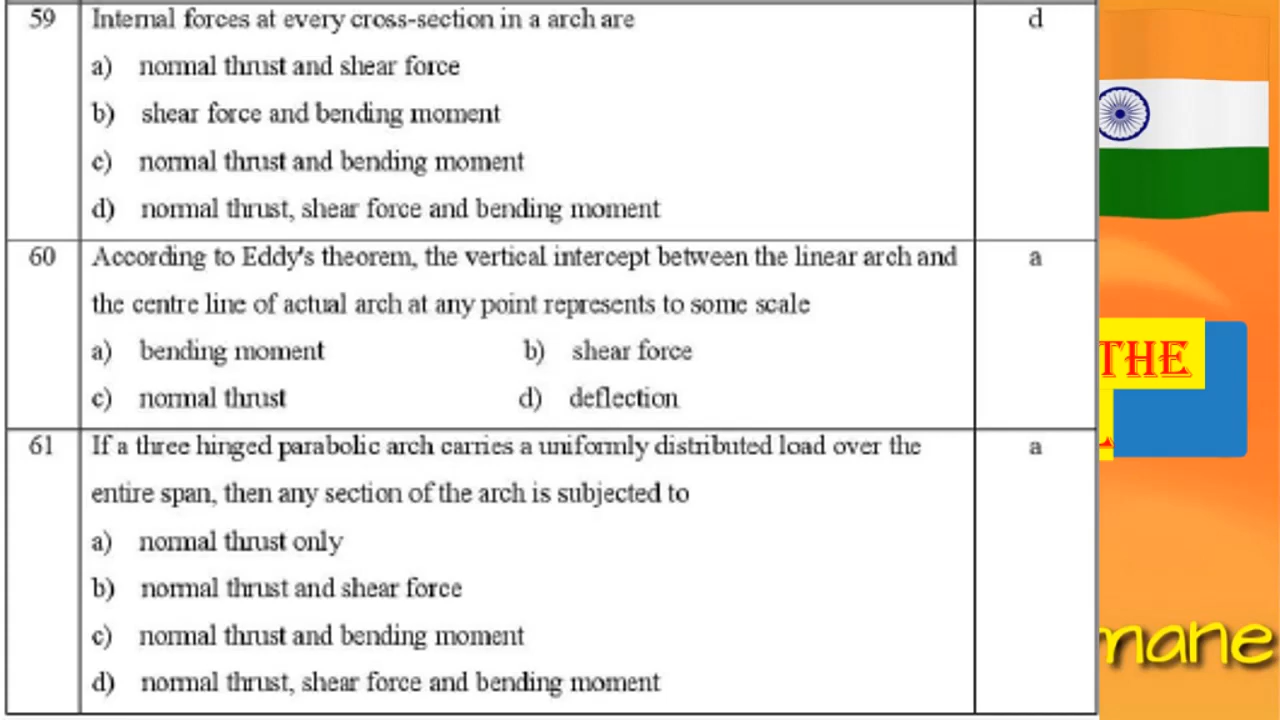 59 Internal forces at every cross-section in a arch are d
a) normal thrust and shear force
b) shear force and bending moment
c) normal thrust and bending moment
d) normal thrust, shear force and bending moment
60 According to Eddy's theorem, the vertical intercept between the linear arch and a
the centre line of actual arch at any point represents to some scale
a) bending moment b) shear force
c) normal thrust d) deflection
61 If a three hinged parabolic arch carries a uniformly distributed load over the a
entire span, then any section of the arch is subjected to
a) normal thrust only
b) normal thrust and shear force
c) normal thrust and bending moment
d) normal thrust, shear force and bending moment
THE
mane